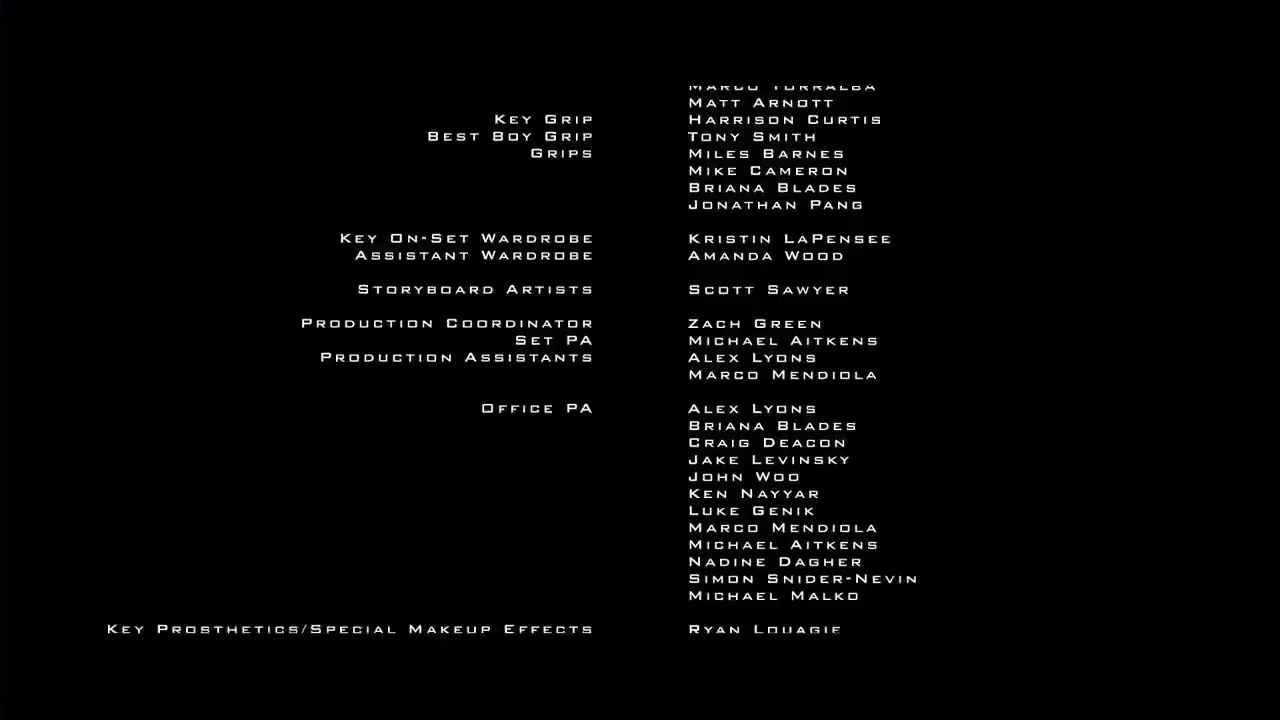 Marco Torralba
Matt Arnott
Key Grip Harrison Curtis
Best Boy Grip Tony Smith
Grips Miles Barnes
Mike Cameron
Briana Blades
Jonathan Pang
Key On-Set Wardrobe Kristin LaPensee
Assistant Wardrobe Amanda Wood
Storyboard Artists Scott Sawyer
Production Coordinator Zach Green
Set PA Michael Aitkens
Production Assistants Alex Lyons
Marco Mendiola
Office PA Alex Lyons
Briana Blades
Craig Deacon
Jake Levinsky
John Woo
Ken Nayyar
Luke Genik
Marco Mendiola
Michael Aitkens
Nadine Dagher
Simon Snider-Nevin
Michael Malko
Key Prosthetics/Special Makeup Effects Ryan Louagie